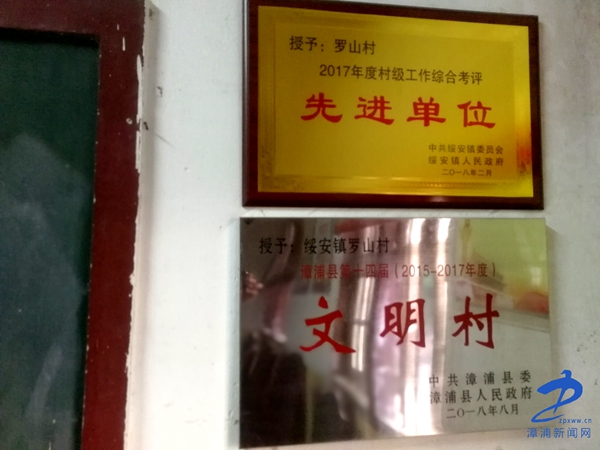 授予：罗山村
2017年度村级工作综合考评
先进单位
中共绥安镇委员会
绥安镇人民政府
二〇一八年二月
授予：绥安镇罗山村
漳浦县第十四届（2015-2017年度）
文明村
中共漳浦县委
漳浦县人民政府
二〇一八年八月
zpxww.cn
漳浦新闻网